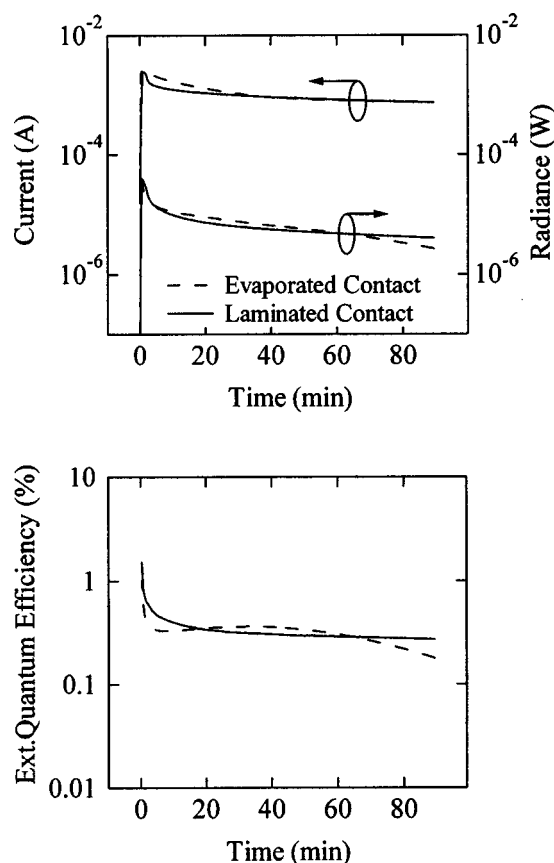 10⁻²
10⁻⁴
10⁻⁶
Current (A)
10⁻²
10⁻⁴
10⁻⁶
Radiance (W)
Evaporated Contact
Laminated Contact
0 20 40 60 80
Time (min)
10
1
0.1
0.01
Ext.Quantum Efficiency (%)
0 20 40 60 80
Time (min)